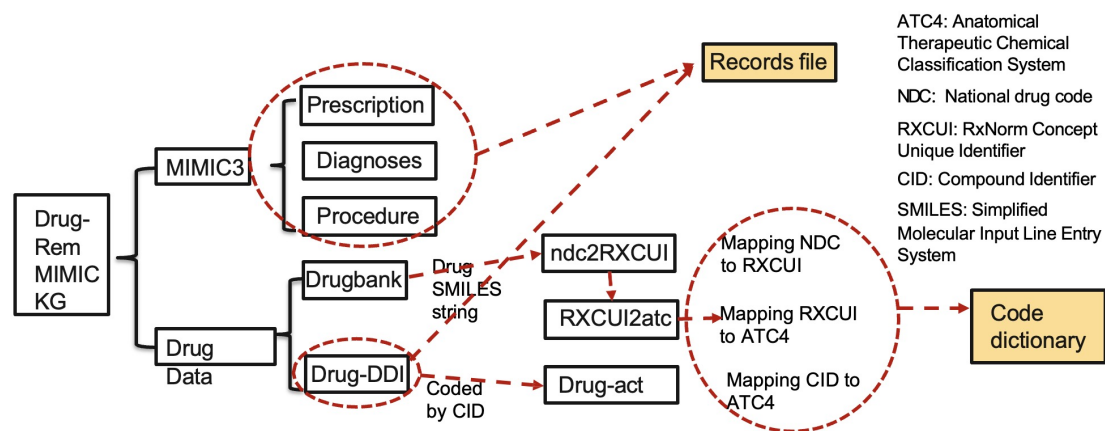 Drug-
Rem
MIMIC
KG
MIMIC3
Prescription
Diagnoses
Procedure
Drug
Data
Drugbank
Drug-DDI
Drug
SMILES
string
Coded
by CID
ndc2RXCUI
RXCUI2atc
Drug-act
Mapping NDC
to RXCUI
Mapping RXCUI
to ATC4
Mapping CID to
ATC4
Records file
Code
dictionary
ATC4: Anatomical
Therapeutic Chemical
Classification System
NDC: National drug code
RXCUI: RxNorm Concept
Unique Identifier
CID: Compound Identifier
SMILES: Simplified
Molecular Input Line Entry
System